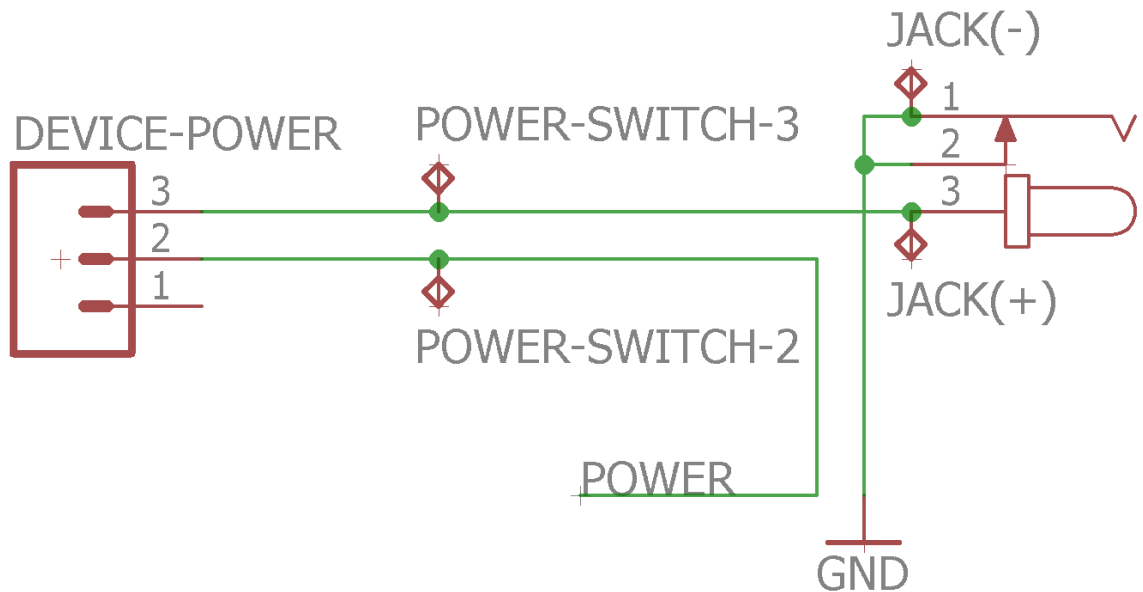 JACK(-)
DEVICE-POWER
POWER-SWITCH-3
1
2
3
3
2
1
JACK(+)
POWER-SWITCH-2
POWER
GND